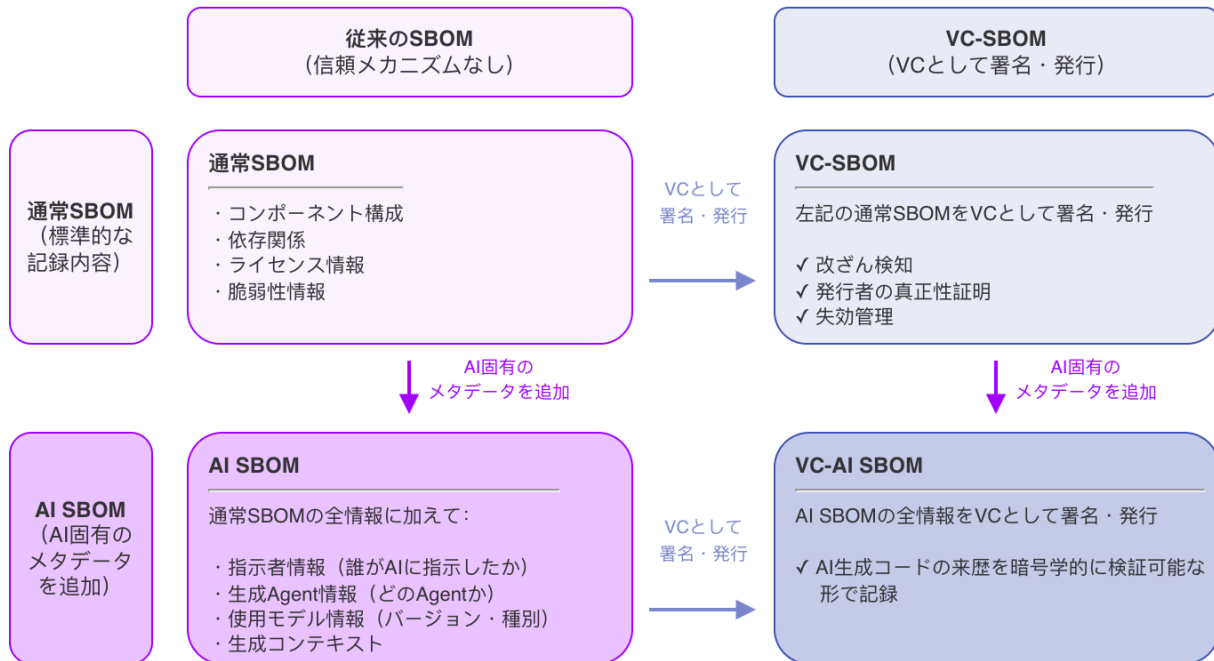 従来のSBOM
（信頼メカニズムなし）
VC-SBOM
（VCとして署名・発行）
通常SBOM
（標準的な
記録内容）
通常SBOM
・コンポーネント構成
・依存関係
・ライセンス情報
・脆弱性情報
VCとして
署名・発行
VC-SBOM
左記の通常SBOMをVCとして署名・発行
✓ 改ざん検知
✓ 発行者の真正性証明
✓ 失効管理
AI固有の
メタデータを追加
AI固有の
メタデータを追加
AI SBOM
（AI固有の
メタデータ
を追加）
AI SBOM
通常SBOMの全情報に加えて：
・指示者情報（誰がAIに指示したか）
・生成Agent情報（どのAgentか）
・使用モデル情報（バージョン・種別）
・生成コンテキスト
VCとして
署名・発行
VC-AI SBOM
AI SBOMの全情報をVCとして署名・発行
✓ AI生成コードの来歴を暗号学的に検証可能な
形で記録